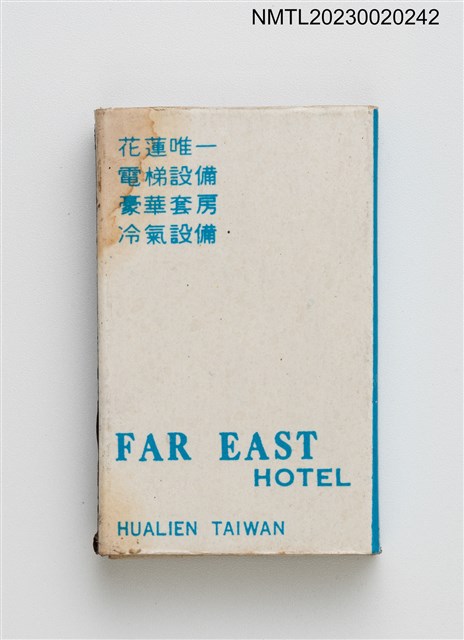 NMTL20230020242
花蓮唯一
電梯設備
豪華套房
冷氣設備
FAR EAST
HOTEL
HUALIEN TAIWAN